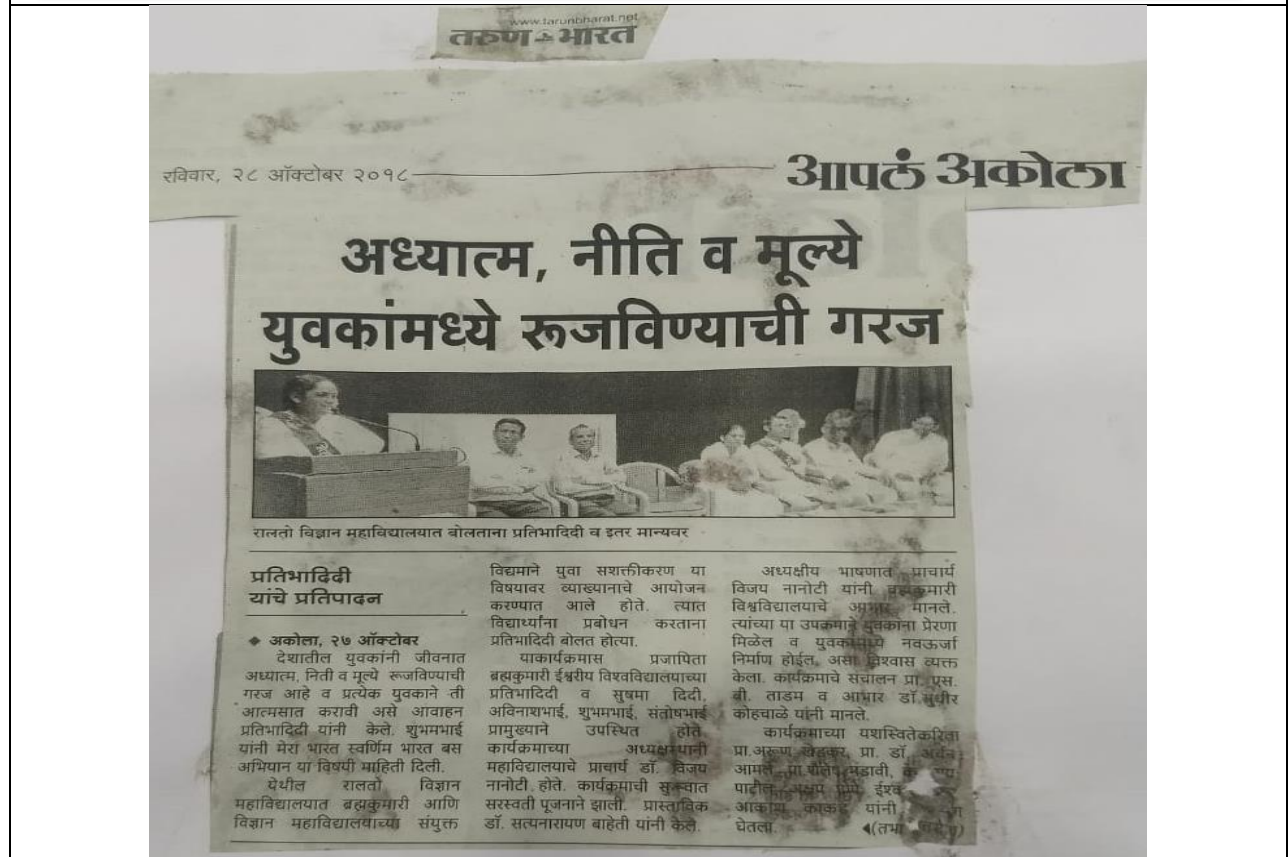 www.tarunbharat.net
तरुण भारत
रविवार, २८ ऑक्टोबर २०१८
आपलं अकोला
अध्यात्म, नीति व मूल्ये
युवकांमध्ये रूजविण्याची गरज
रालतो विज्ञान महाविद्यालयात बोलताना प्रतिभादिदी व इतर मान्यवर
प्रतिभादिदी
यांचे प्रतिपादन
◆ अकोला, २७ ऑक्टोबर
देशातील युवकांनी जीवनात
अध्यात्म, निती व मूल्ये रूजविण्याची
गरज आहे व प्रत्येक युवकाने ती
आत्मसात करावी असे आवाहन
प्रतिभादिदी यांनी केले. शुभमभाई
यांनी मेरा भारत स्वर्णिम भारत बस
अभियान या विषयी माहिती दिली.
येथील रालतो विज्ञान
महाविद्यालयात ब्रह्मकुमारी आणि
विज्ञान महाविद्यालयाच्या संयुक्त
विद्यमाने युवा सशक्तीकरण या
विषयावर व्याख्यानाचे आयोजन
करण्यात आले होते. त्यात
विद्यार्थ्यांना प्रबोधन करताना
प्रतिभादिदी बोलत होत्या.
याकार्यक्रमास प्रजापिता
ब्रह्मकुमारी ईश्वरीय विश्वविद्यालयाच्या
प्रतिभादिदी व सुषमा दिदी,
अविनाशभाई, शुभमभाई, संतोषभाई
प्रामुख्याने उपस्थित होते.
कार्यक्रमाच्या अध्यक्षस्थानी
महाविद्यालयाचे प्राचार्य डॉ. विजय
नानोटी होते. कार्यक्रमाची सुरूवात
सरस्वती पूजनाने झाली. प्रास्ताविक
डॉ. सत्यनारायण बाहेती यांनी केले.
अध्यक्षीय भाषणात प्राचार्य
विजय नानोटी यांनी ब्रह्मकुमारी
विश्वविद्यालयाचे आभार मानले.
त्यांच्या या उपक्रमाने युवकांना प्रेरणा
मिळेल व युवकांमध्ये नवऊर्जा
निर्माण होईल, असा विश्वास व्यक्त
केला. कार्यक्रमाचे संचालन प्रा. एस.
बी. ताडम व आभार डॉ.सुधीर
कोहचाळे यांनी मानले.
कार्यक्रमाच्या यशस्वितेकरिता
प्रा.अरूण खेडकर, प्रा. डॉ.
आमले, मडावी,
पाटील, ईश्व
आकाश काकडे यांनी
घेतला. ◀(तभा